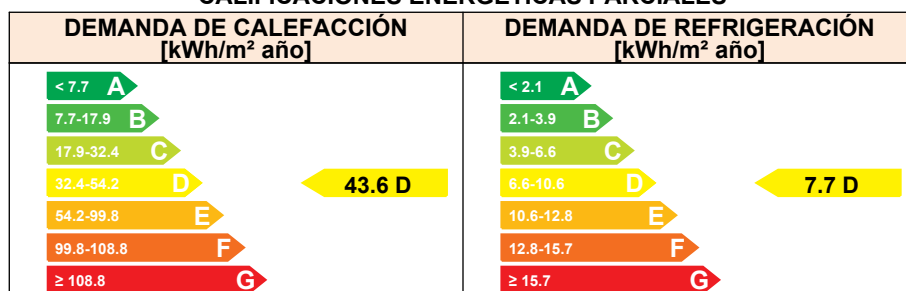 CALIFICACIONES ENERGÉTICAS PARCIALES
DEMANDA DE CALEFACCIÓN
[kWh/m² año]
< 7.7 A
7.7-17.9 B
17.9-32.4 C
32.4-54.2 D
43.6 D
54.2-99.8 E
99.8-108.8 F
≥ 108.8 G
DEMANDA DE REFRIGERACIÓN
[kWh/m² año]
< 2.1 A
2.1-3.9 B
3.9-6.6 C
6.6-10.6 D
7.7 D
10.6-12.8 E
12.8-15.7 F
≥ 15.7 G